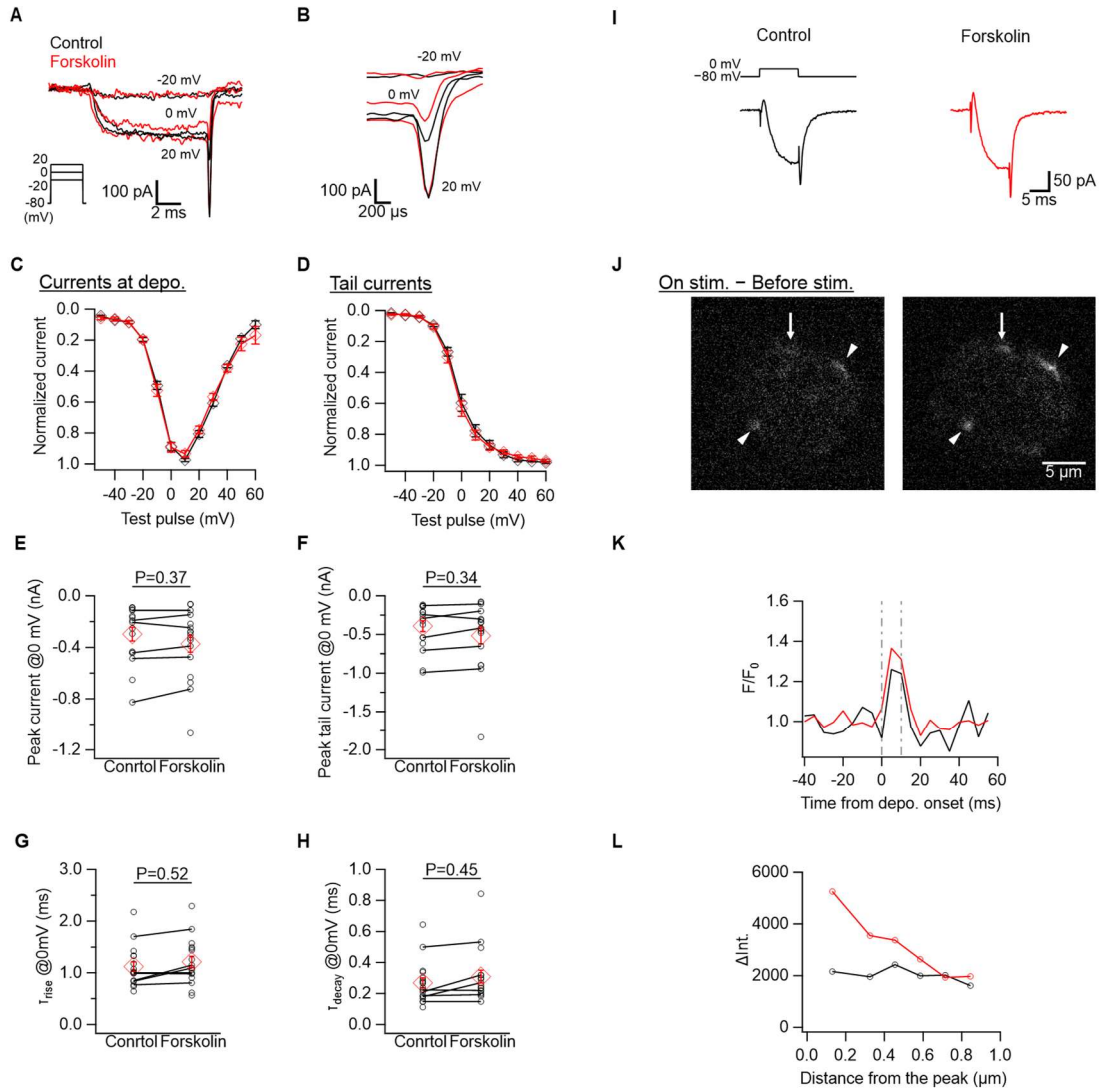 A
Control
Forskolin
-20 mV
0 mV
20 mV
20
0
-20
-80
(mV)
100 pA
2 ms
B
-20 mV
0 mV
20 mV
100 pA
200 µs
I
Control
Forskolin
0 mV
−80 mV
50 pA
5 ms
C
Currents at depo.
Normalized current
0.0
0.2
0.4
0.6
0.8
1.0
-40 -20 0 20 40 60
Test pulse (mV)
D
Tail currents
Normalized current
0.0
0.2
0.4
0.6
0.8
1.0
-40 -20 0 20 40 60
Test pulse (mV)
J
On stim. − Before stim.
5 µm
E
P=0.37
Peak current @0 mV (nA)
0.0
-0.4
-0.8
-1.2
Conrtol Forskolin
F
P=0.34
Peak tail current @0 mV (nA)
0.0
-0.5
-1.0
-1.5
-2.0
Conrtol Forskolin
K
F/F0
1.6
1.4
1.2
1.0
-40 -20 0 20 40 60
Time from depo. onset (ms)
G
P=0.52
τrise @0mV (ms)
3.0
2.0
1.0
0.0
Conrtol Forskolin
H
P=0.45
τdecay @0mV (ms)
1.0
0.8
0.6
0.4
0.2
0.0
Conrtol Forskolin
L
ΔInt.
6000
4000
2000
0
0.0 0.2 0.4 0.6 0.8 1.0
Distance from the peak (µm)